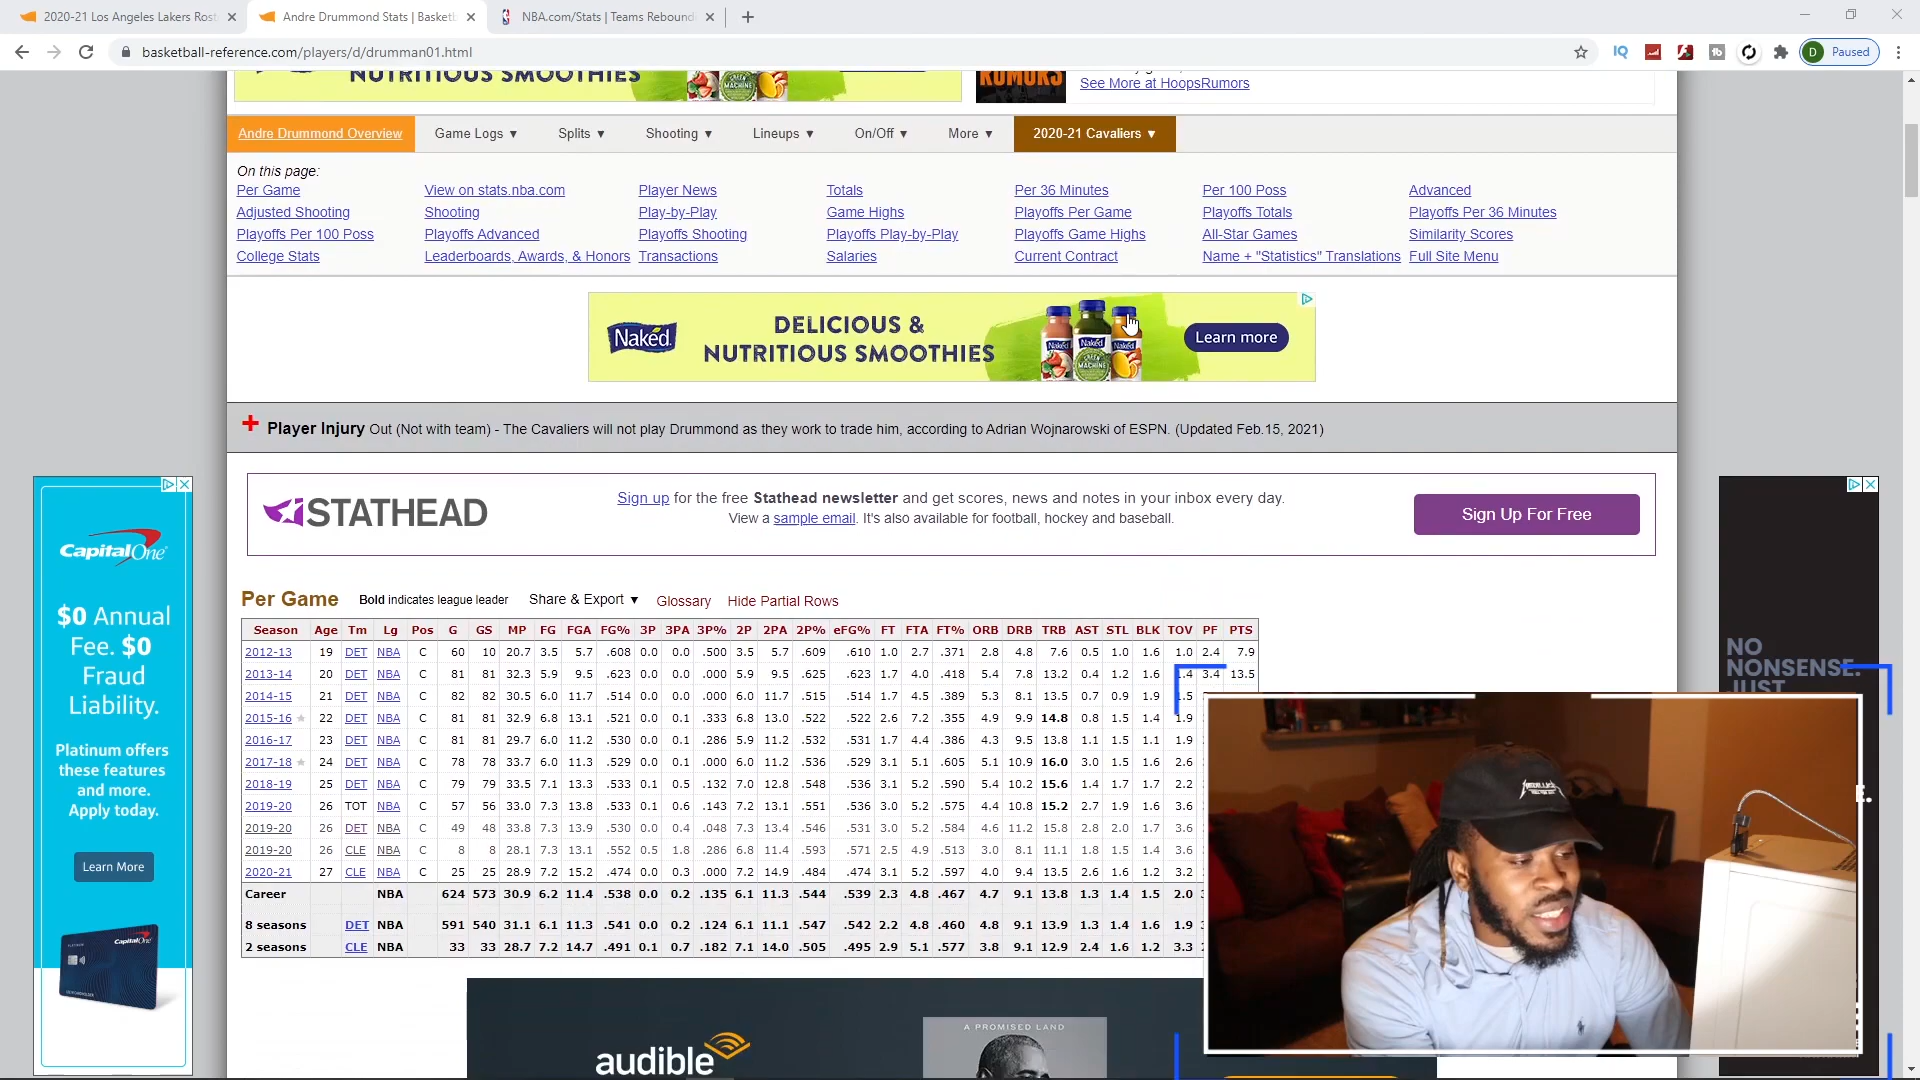 2020-21 Los Angeles Lakers Rost
Andre Drummond Stats | Basketb
NBA.com/Stats | Teams Rebound
basketball-reference.com/players/d/drumman01.html
Paused
NUTRITIOUS SMOOTHIES
RUMORS
See More at HoopsRumors
Andre Drummond Overview Game Logs ▼ Splits ▼ Shooting ▼ Lineups ▼ On/Off ▼ More ▼ 2020-21 Cavaliers ▼
On this page:
Per Game View on stats.nba.com Player News Totals Per 36 Minutes Per 100 Poss Advanced
Adjusted Shooting Shooting Play-by-Play Game Highs Playoffs Per Game Playoffs Totals Playoffs Per 36 Minutes
Playoffs Per 100 Poss Playoffs Advanced Playoffs Shooting Playoffs Play-by-Play Playoffs Game Highs All-Star Games Similarity Scores
College Stats Leaderboards, Awards, & Honors Transactions Salaries Current Contract Name + "Statistics" Translations Full Site Menu
Naked
DELICIOUS &
NUTRITIOUS SMOOTHIES
Learn more
Player Injury Out (Not with team) - The Cavaliers will not play Drummond as they work to trade him, according to Adrian Wojnarowski of ESPN. (Updated Feb.15, 2021)
STATHEAD
Sign up for the free Stathead newsletter and get scores, news and notes in your inbox every day.
View a sample email. It's also available for football, hockey and baseball.
Sign Up For Free
Per Game Bold indicates league leader Share & Export ▼ Glossary Hide Partial Rows
Season Age Tm Lg Pos G GS MP FG FGA FG% 3P 3PA 3P% 2P 2PA 2P% eFG% FT FTA FT% ORB DRB TRB AST STL BLK TOV PF PTS
2012-13 19 DET NBA C 60 10 20.7 3.5 5.7 .608 0.0 0.0 .500 3.5 5.7 .609 .610 1.0 2.7 .371 2.8 4.8 7.6 0.5 1.0 1.6 1.0 2.4 7.9
2013-14 20 DET NBA C 81 81 32.3 5.9 9.5 .623 0.0 0.0 .000 5.9 9.5 .625 .623 1.7 4.0 .418 5.4 7.8 13.2 0.4 1.2 1.6 1.4 3.4 13.5
2014-15 21 DET NBA C 82 82 30.5 6.0 11.7 .514 0.0 0.0 .000 6.0 11.7 .515 .514 1.7 4.5 .389 5.3 8.1 13.5 0.7 0.9 1.9 1.5
2015-16 22 DET NBA C 81 81 32.9 6.8 13.1 .521 0.0 0.1 .333 6.8 13.0 .522 .522 2.6 7.2 .355 4.9 9.9 14.8 0.8 1.5 1.4 1.9
2016-17 23 DET NBA C 81 81 29.7 6.0 11.2 .530 0.0 0.1 .286 5.9 11.2 .532 .531 1.7 4.4 .386 4.3 9.5 13.8 1.1 1.5 1.1 1.9
2017-18 24 DET NBA C 78 78 33.7 6.0 11.3 .529 0.0 0.1 .000 6.0 11.2 .536 .529 3.1 5.1 .605 5.1 10.9 16.0 3.0 1.5 1.6 2.6
2018-19 25 DET NBA C 79 79 33.5 7.1 13.3 .533 0.1 0.5 .132 7.0 12.8 .548 .536 3.1 5.2 .590 5.4 10.2 15.6 1.4 1.7 1.7 2.2
2019-20 26 TOT NBA C 57 56 33.0 7.3 13.8 .533 0.1 0.6 .143 7.2 13.1 .551 .536 3.0 5.2 .575 4.4 10.8 15.2 2.7 1.9 1.6 3.6
2019-20 26 DET NBA C 49 48 33.8 7.3 13.9 .530 0.0 0.4 .048 7.3 13.4 .546 .531 3.0 5.2 .584 4.6 11.2 15.8 2.8 2.0 1.7 3.6
2019-20 26 CLE NBA C 8 8 28.1 7.3 13.1 .552 0.5 1.8 .286 6.8 11.4 .593 .571 2.5 4.9 .513 3.0 8.1 11.1 1.8 1.5 1.4 3.6
2020-21 27 CLE NBA C 25 25 28.9 7.2 15.2 .474 0.0 0.3 .000 7.2 14.9 .484 .474 3.1 5.2 .597 4.0 9.4 13.5 2.6 1.6 1.2 3.2
Career NBA 624 573 30.9 6.2 11.4 .538 0.0 0.2 .135 6.1 11.3 .544 .539 2.3 4.8 .467 4.7 9.1 13.8 1.3 1.4 1.5 2.0
8 seasons DET NBA 591 540 31.1 6.1 11.3 .541 0.0 0.2 .124 6.1 11.1 .547 .542 2.2 4.8 .460 4.8 9.1 13.9 1.3 1.4 1.6 1.9
2 seasons CLE NBA 33 33 28.7 7.2 14.7 .491 0.1 0.7 .182 7.1 14.0 .505 .495 2.9 5.1 .577 3.8 9.1 12.9 2.4 1.6 1.2 3.3
Capital One
$0 Annual
Fee. $0
Fraud
Liability.
Platinum offers
these features
and more.
Apply today.
Learn More
NO
NONSENSE.
JUST
METALLICA
audible
A PROMISED LAND